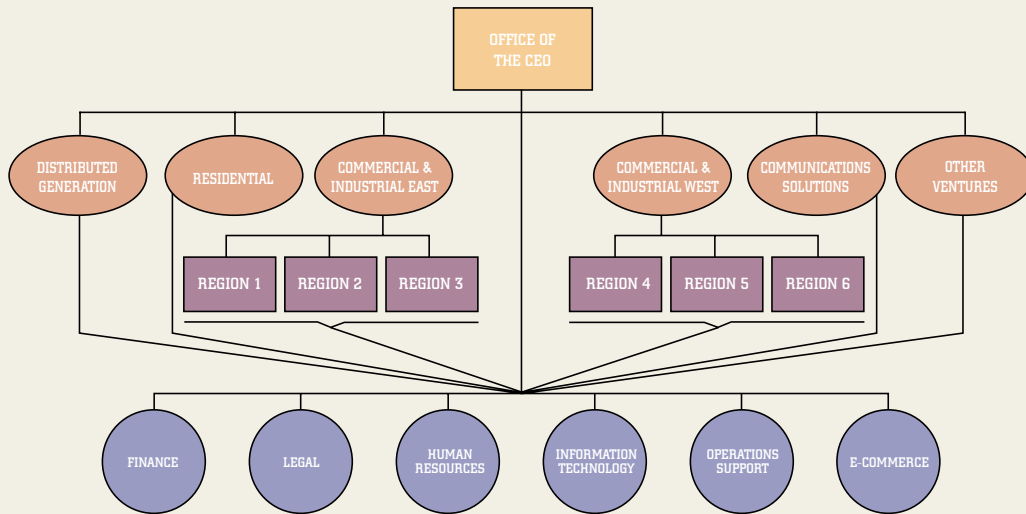 OFFICE OF
THE CEO
DISTRIBUTED
GENERATION
RESIDENTIAL
COMMERCIAL &
INDUSTRIAL EAST
COMMERCIAL &
INDUSTRIAL WEST
COMMUNICATIONS
SOLUTIONS
OTHER
VENTURES
REGION 1
REGION 2
REGION 3
REGION 4
REGION 5
REGION 6
FINANCE
LEGAL
HUMAN
RESOURCES
INFORMATION
TECHNOLOGY
OPERATIONS
SUPPORT
E-COMMERCE